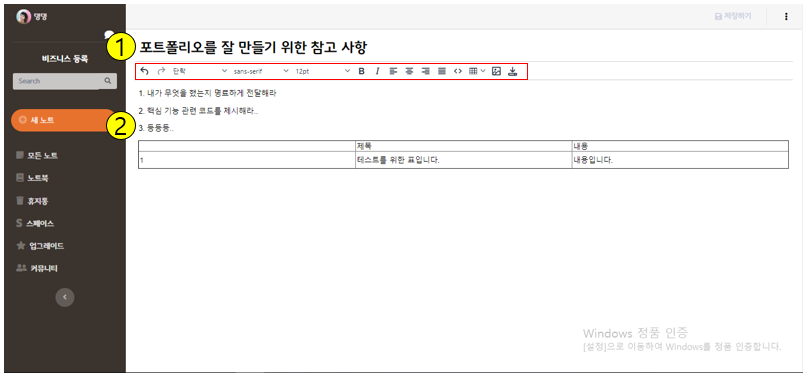 댕댕
저장하기
비즈니스 등록
Search
새 노트
모든 노트
노트북
휴지통
스페이스
업그레이드
커뮤니티
1
포트폴리오를 잘 만들기 위한 참고 사항
단락 sans-serif 12pt B I
2
1. 내가 무엇을 했는지 명료하게 전달해라
2. 핵심 기능 관련 코드를 제시해라..
3. 등등등..
제목 내용
1 테스트를 위한 표입니다. 내용입니다.
Windows 정품 인증
[설정]으로 이동하여 Windows를 정품 인증합니다.